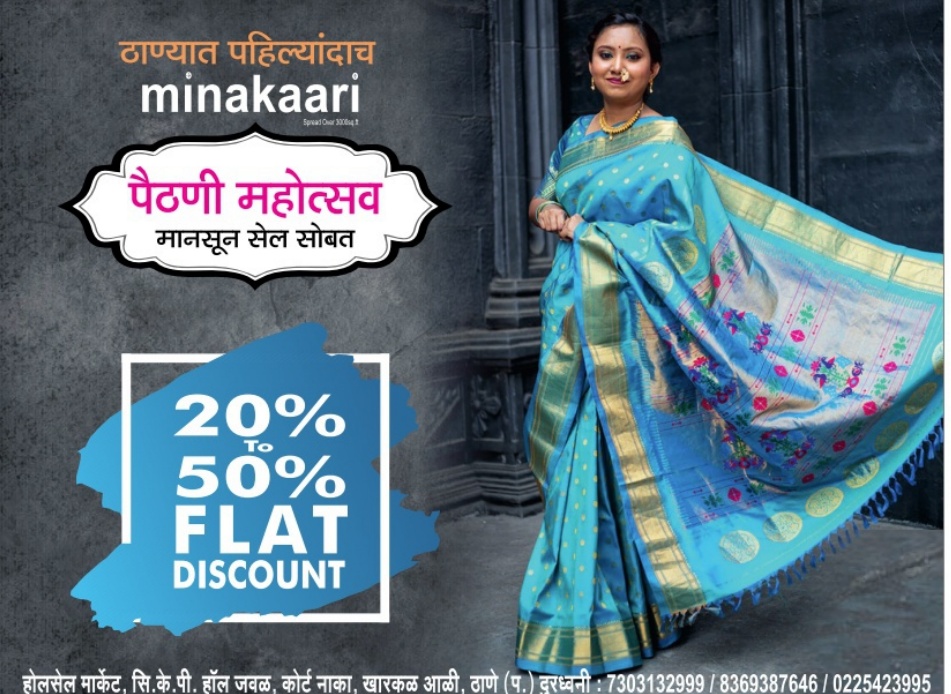 ठाण्यात पहिल्यांदाच
minakaari
Spread Over 3000sq.ft
पैठणी महोत्सव
मानसून सेल सोबत
20%
To
50%
FLAT
DISCOUNT
होलसेल मार्केट, सि.के.पी. हॉल जवळ, कोर्ट नाका, खारकळ आळी, ठाणे (प.) दुरध्वनी : 7303132999 / 8369387646 / 0225423995